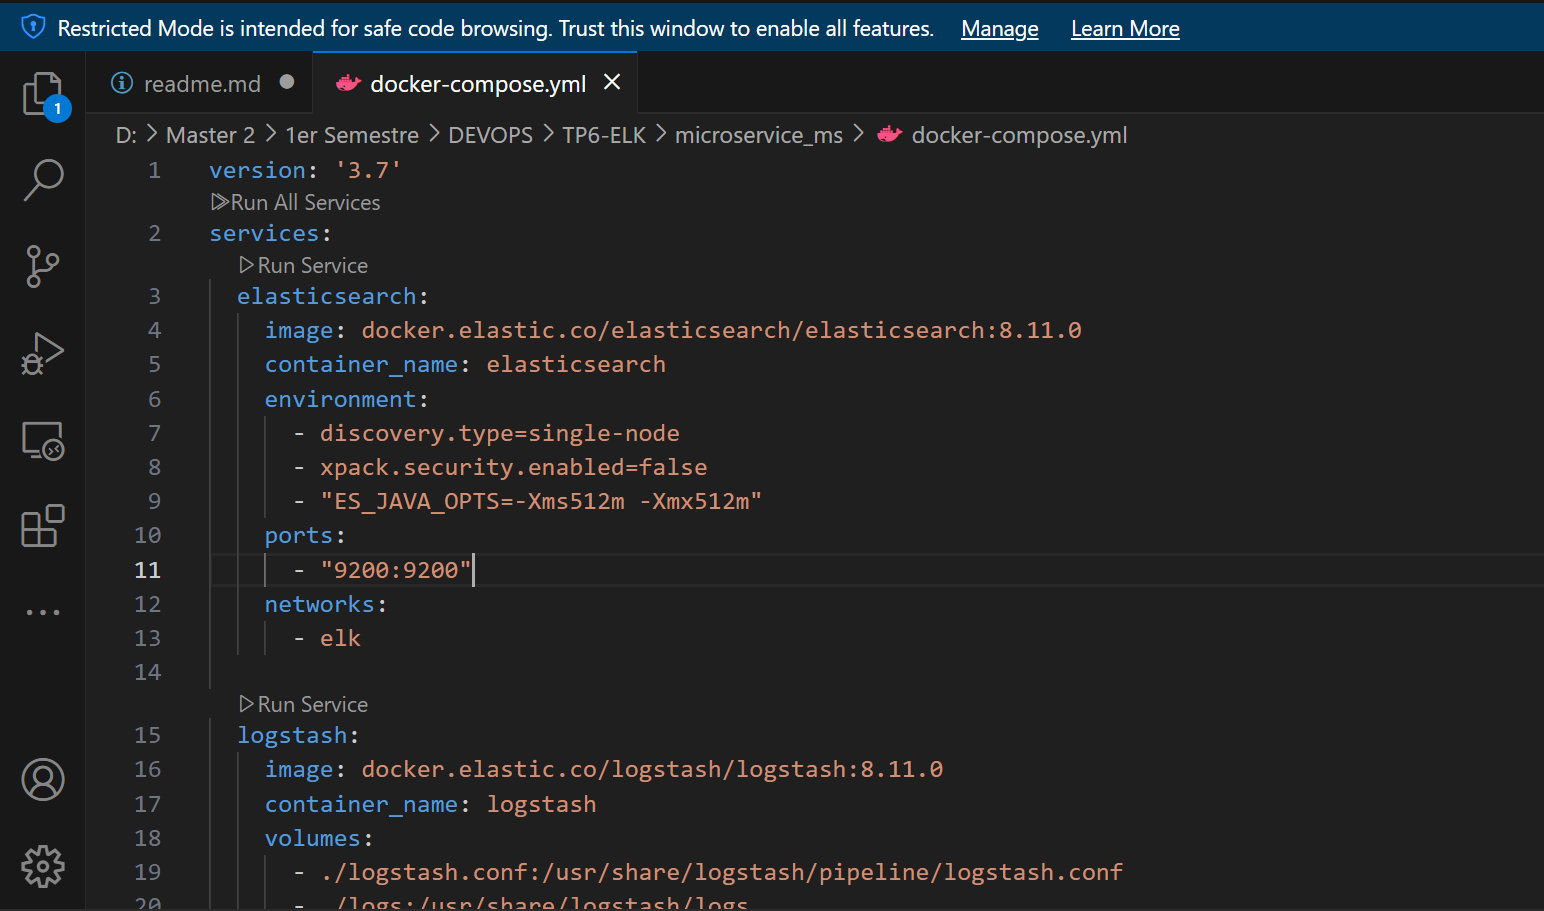 Restricted Mode is intended for safe code browsing. Trust this window to enable all features. Manage Learn More
readme.md docker-compose.yml
1
D: > Master 2 > 1er Semestre > DEVOPS > TP6-ELK > microservice_ms > docker-compose.yml
1 version: '3.7'
Run All Services
2 services:
Run Service
3 elasticsearch:
4 image: docker.elastic.co/elasticsearch/elasticsearch:8.11.0
5 container_name: elasticsearch
6 environment:
7 - discovery.type=single-node
8 - xpack.security.enabled=false
9 - "ES_JAVA_OPTS=-Xms512m -Xmx512m"
10 ports:
11 - "9200:9200"
12 networks:
13 - elk
14
Run Service
15 logstash:
16 image: docker.elastic.co/logstash/logstash:8.11.0
17 container_name: logstash
18 volumes:
19 - ./logstash.conf:/usr/share/logstash/pipeline/logstash.conf
20 - ./logs:/usr/share/logstash/logs